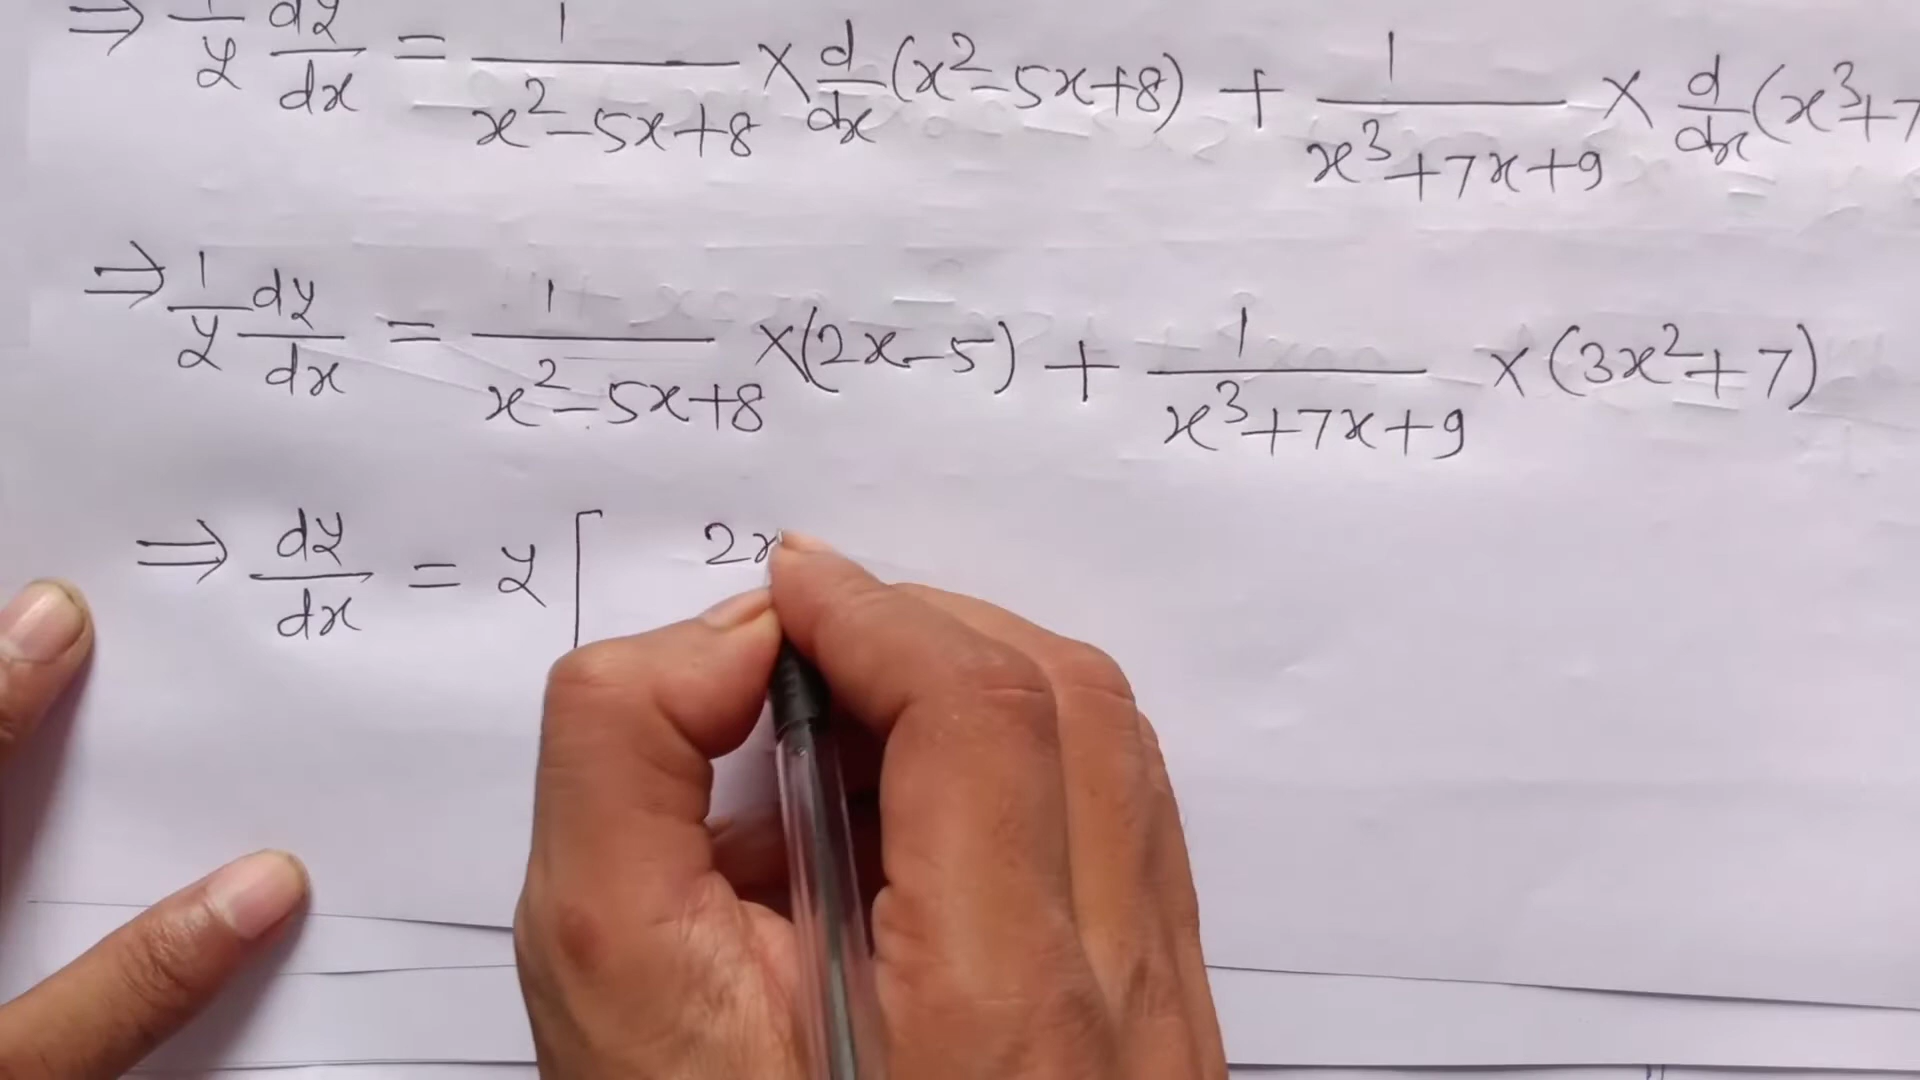 ⇒ 1/y dy/dx = 1/(x²-5x+8) × d/dx (x²-5x+8) + 1/(x³+7x+9) × d/dx (x³+7
⇒ 1/y dy/dx = 1/(x²-5x+8) × (2x-5) + 1/(x³+7x+9) × (3x²+7)
⇒ dy/dx = y [ 2x